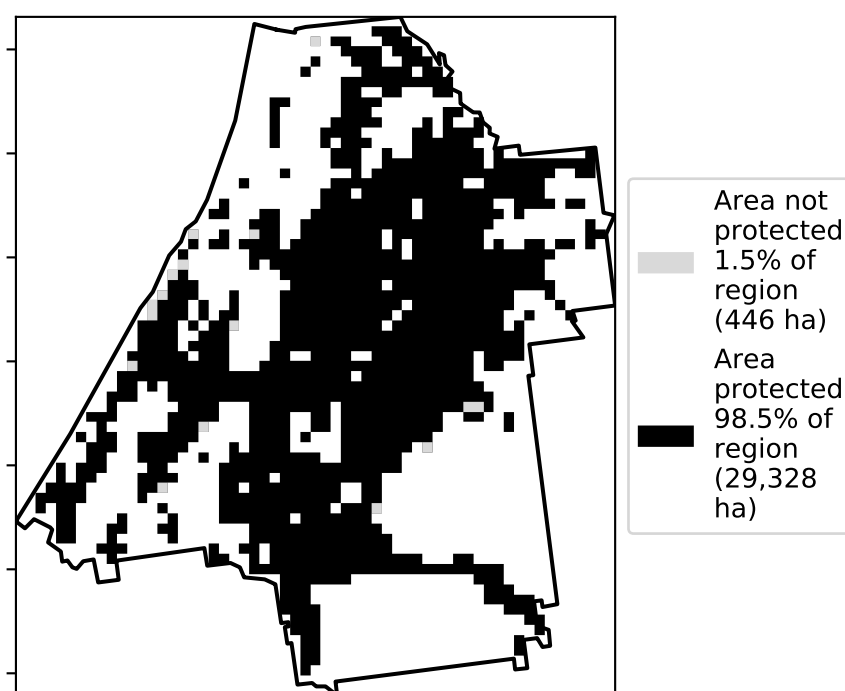 Area not
protected
1.5% of
region
(446 ha)
Area
protected
98.5% of
region
(29,328
ha)